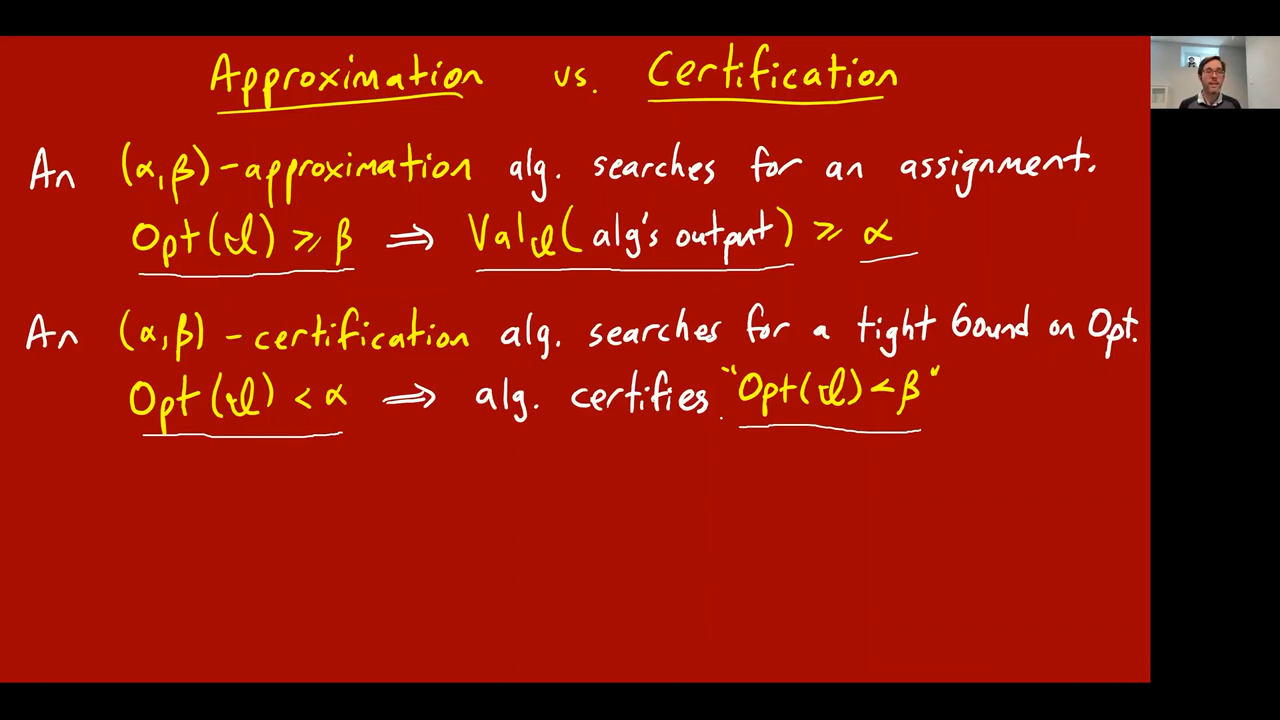 Approximation vs. Certification
An (α,β)-approximation alg. searches for an assignment.
Opt(𝓘) ⩾ β ⇒ Val𝓘(alg's output) ⩾ α
An (α,β)-certification alg. searches for a tight bound on Opt.
Opt(𝓘) < α ⇒ alg. certifies "Opt(𝓘) < β"